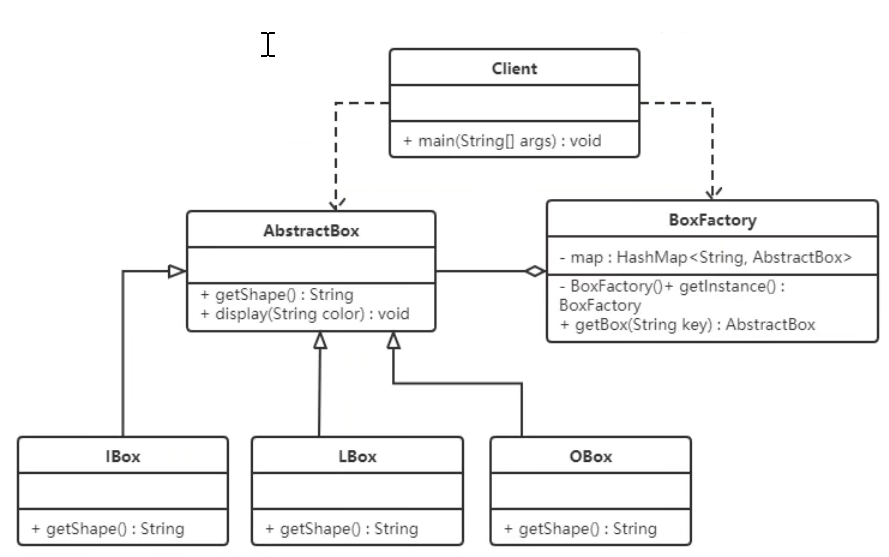 Client
+ main(String[] args) : void
AbstractBox
+ getShape() : String
+ display(String color) : void
BoxFactory
- map : HashMap<String, AbstractBox>
- BoxFactory()+ getInstance() :
BoxFactory
+ getBox(String key) : AbstractBox
IBox
+ getShape() : String
LBox
+ getShape() : String
OBox
+ getShape() : String